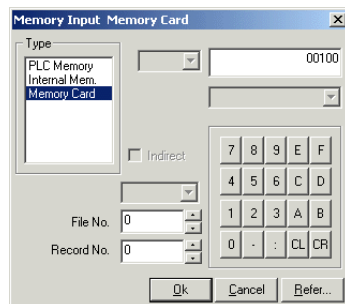 Memory Input Memory Card
Type
PLC Memory
Internal Mem.
Memory Card
00100
Indirect
7 8 9 E F
4 5 6 C D
1 2 3 A B
0 - : CL CR
File No. 0
Record No. 0
Ok Cancel Refer...